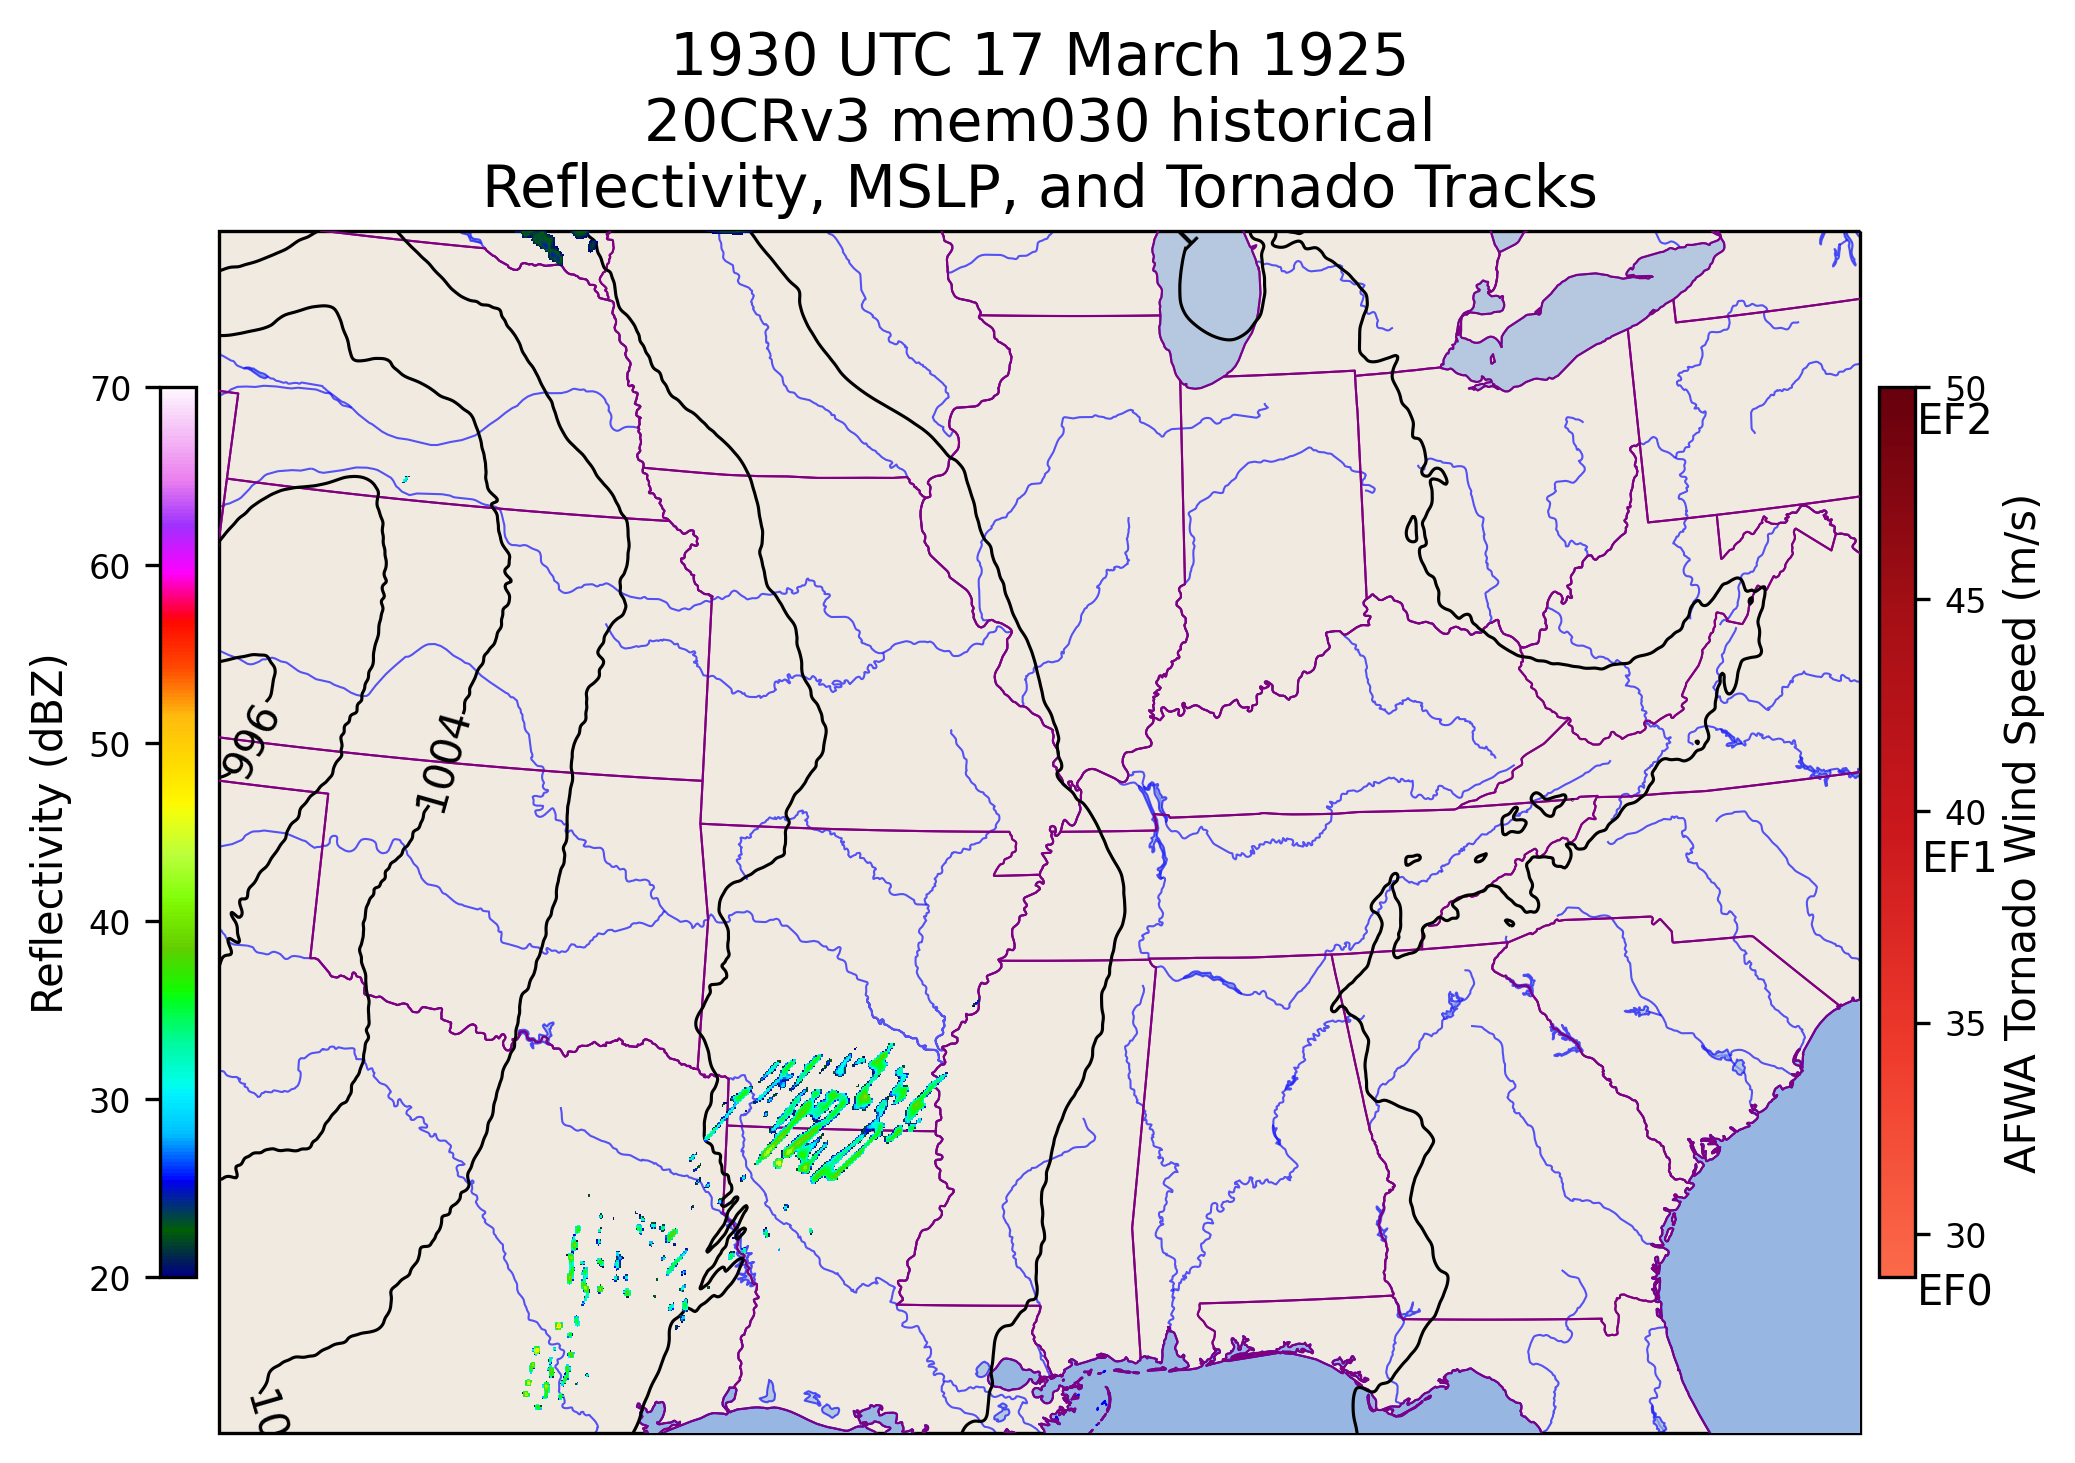 1930 UTC 17 March 1925
20CRv3 mem030 historical
Reflectivity, MSLP, and Tornado Tracks
70
60
50
40
30
20
Reflectivity (dBZ)
996
1004
10
50
EF2
45
40
EF1
35
30
EF0
AFWA Tornado Wind Speed (m/s)